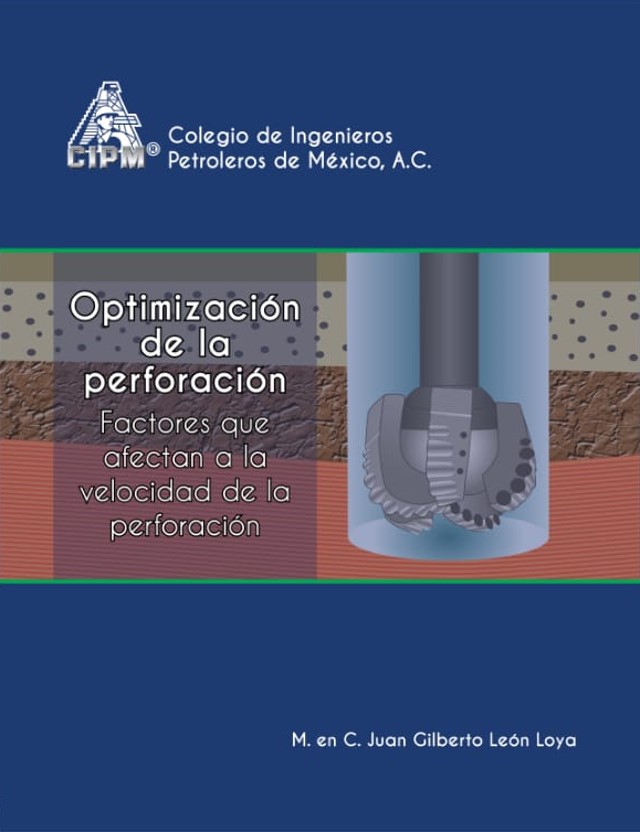 CIPM®
Colegio de Ingenieros
Petroleros de México, A.C.
Optimización
de la
perforación
Factores que
afectan a la
velocidad de la
perforación
M. en C. Juan Gilberto León Loya